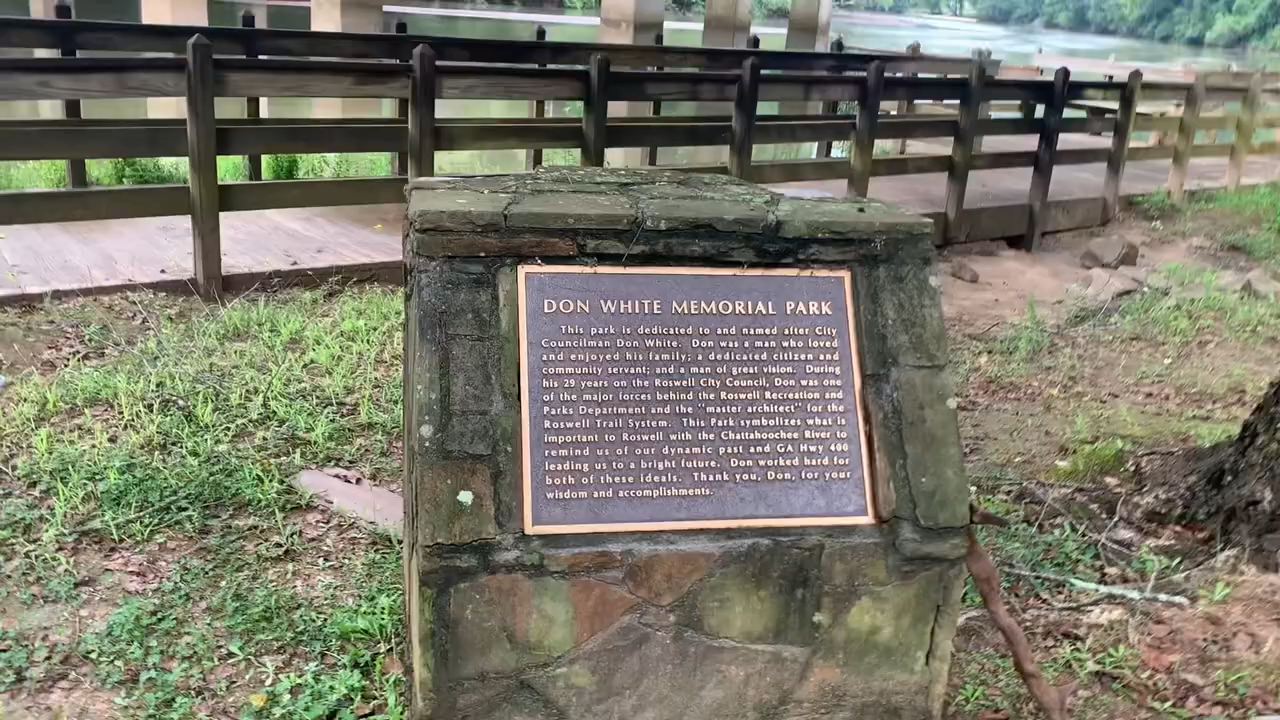 DON WHITE MEMORIAL PARK
This park is dedicated to and named after City
Councilman Don White. Don was a man who loved
and enjoyed his family; a dedicated citizen and
community servant; and a man of great vision. During
his 29 years on the Roswell City Council, Don was one
of the major forces behind the Roswell Recreation and
Parks Department and the "master architect" for the
Roswell Trail System. This Park symbolizes what is
important to Roswell with the Chattahoochee River to
remind us of our dynamic past and GA Hwy 400
leading us to a bright future. Don worked hard for
both of these ideals. Thank you, Don, for your
wisdom and accomplishments.